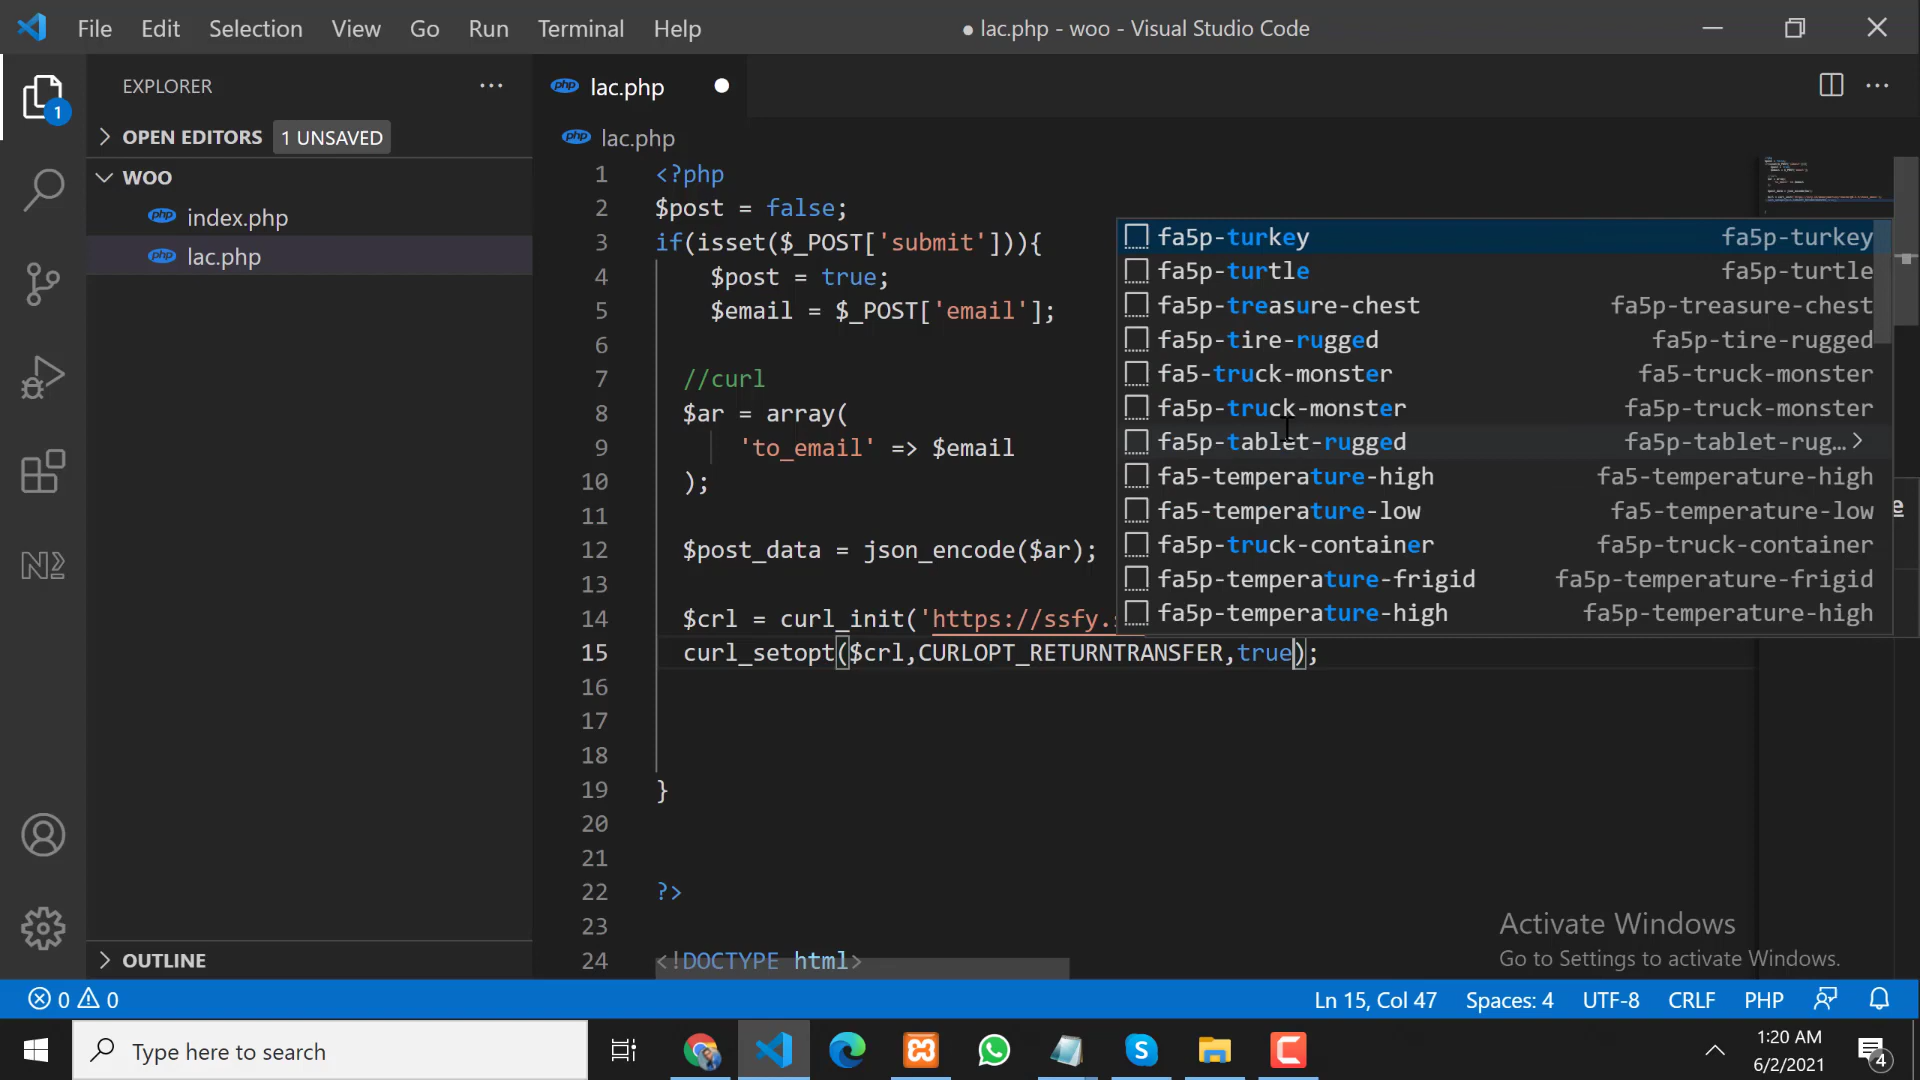 File Edit Selection View Go Run Terminal Help
● lac.php - woo - Visual Studio Code
EXPLORER
OPEN EDITORS 1 UNSAVED
WOO
php index.php
php lac.php
OUTLINE
php lac.php
php lac.php
1 <?php
2 $post = false;
3 if(isset($_POST['submit'])){
4 $post = true;
5 $email = $_POST['email'];
6
7 //curl
8 $ar = array(
9 'to_email' => $email
10 );
11
12 $post_data = json_encode($ar);
13
14 $crl = curl_init('https://ssfy.
15 curl_setopt($crl,CURLOPT_RETURNTRANSFER,true);
16
17
18
19 }
20
21
22 ?>
23
24 <!DOCTYPE html>
fa5p-turkey fa5p-turkey
fa5p-turtle fa5p-turtle
fa5p-treasure-chest fa5p-treasure-chest
fa5p-tire-rugged fa5p-tire-rugged
fa5-truck-monster fa5-truck-monster
fa5p-truck-monster fa5p-truck-monster
fa5p-tablet-rugged fa5p-tablet-rug…
fa5-temperature-high fa5-temperature-high
fa5-temperature-low fa5-temperature-low
fa5p-truck-container fa5p-truck-container
fa5p-temperature-frigid fa5p-temperature-frigid
fa5p-temperature-high fa5p-temperature-high
Activate Windows
Go to Settings to activate Windows.
0 0
Ln 15, Col 47 Spaces: 4 UTF-8 CRLF PHP
Type here to search
1:20 AM
6/2/2021
4
1